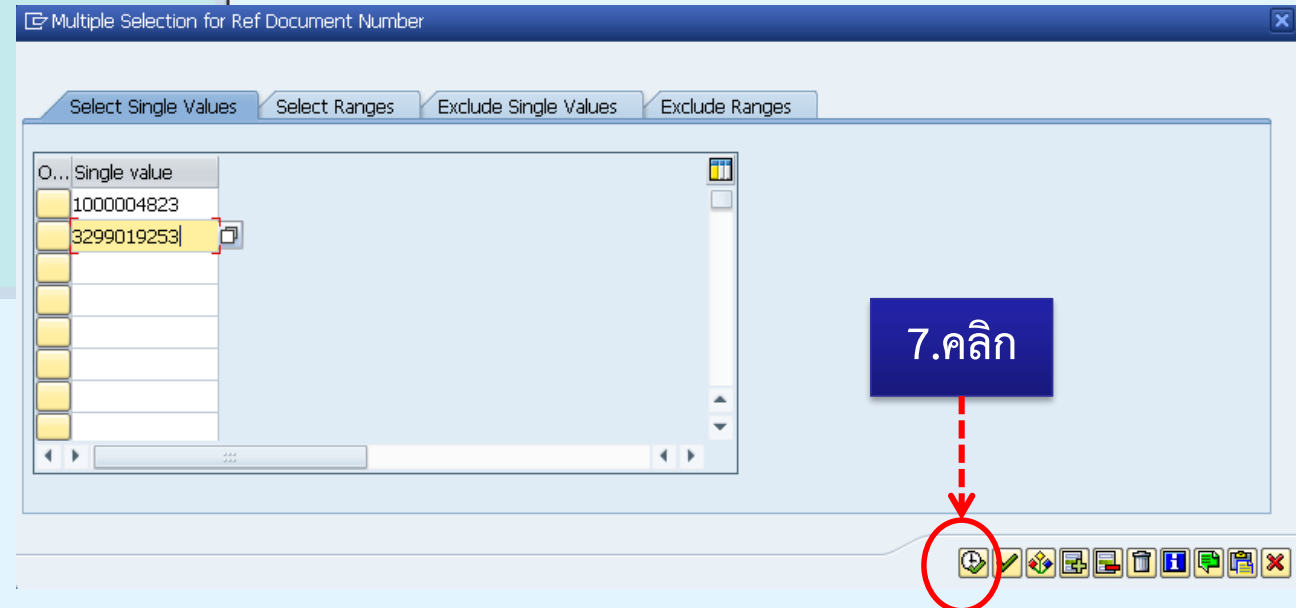 Multiple Selection for Ref Document Number
Select Single Values
Select Ranges
Exclude Single Values
Exclude Ranges
O... Single value
1000004823
3299019253
7.คลิก